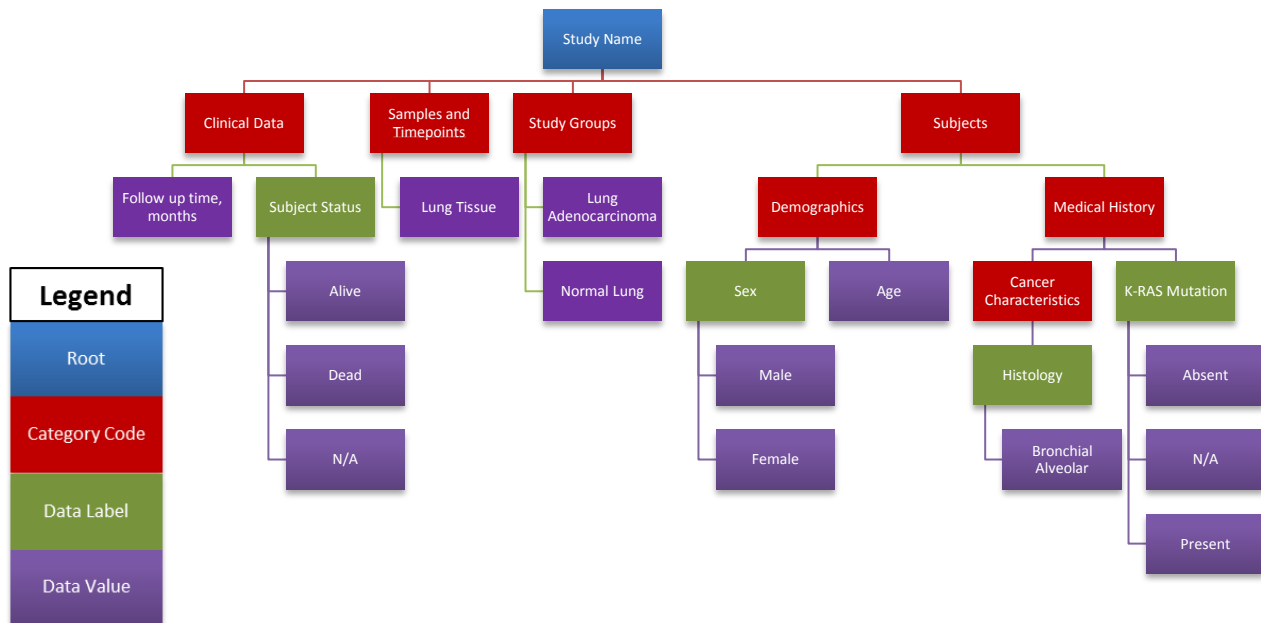 Study Name
Clinical Data
Samples and
Timepoints
Study Groups
Subjects
Follow up time,
months
Subject Status
Lung Tissue
Lung
Adenocarcinoma
Demographics
Medical History
Alive
Normal Lung
Sex
Age
Cancer
Characteristics
K-RAS Mutation
Legend
Root
Dead
Male
Histology
Absent
Category Code
N/A
Female
Bronchial
Alveolar
N/A
Data Label
Present
Data Value